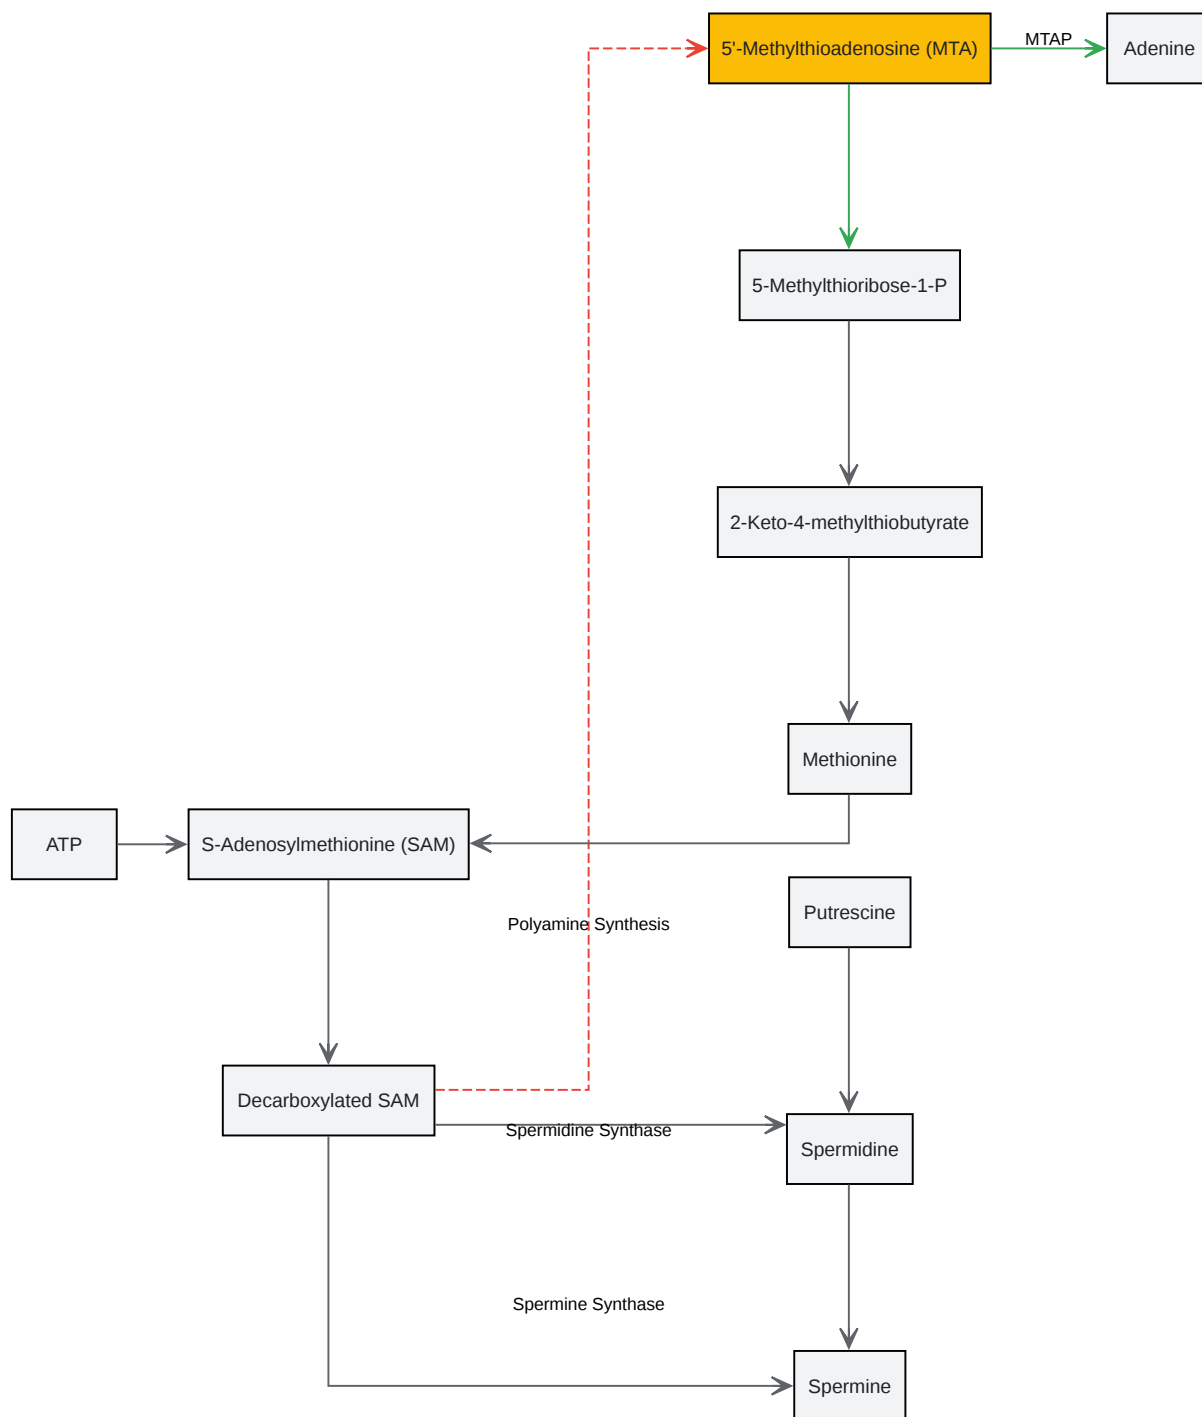 5'-Methylthioadenosine (MTA)
MTAP
Adenine
5-Methylthioribose-1-P
2-Keto-4-methylthiobutyrate
Methionine
ATP
S-Adenosylmethionine (SAM)
Putrescine
Polyamine Synthesis
Decarboxylated SAM
Spermidine Synthase
Spermidine
Spermine Synthase
Spermine